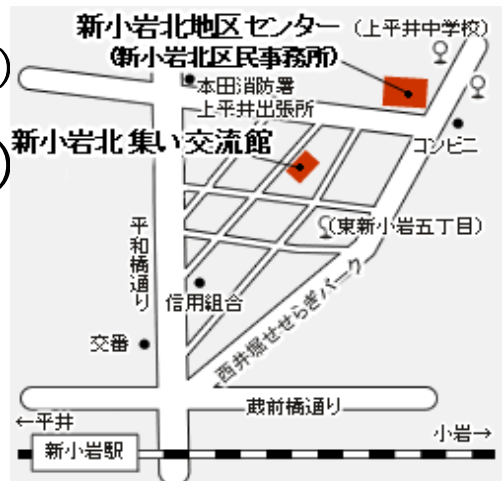 新小岩北地区センター
(上平井中学校)
(新小岩北区民事務所)
本田消防署
上平井出張所
コンビニ
新小岩北集い交流館
(東新小岩五丁目)
平和橋通り
西井堀せせらぎパーク
信用組合
交番
蔵前橋通り
←平井
小岩→
新小岩駅